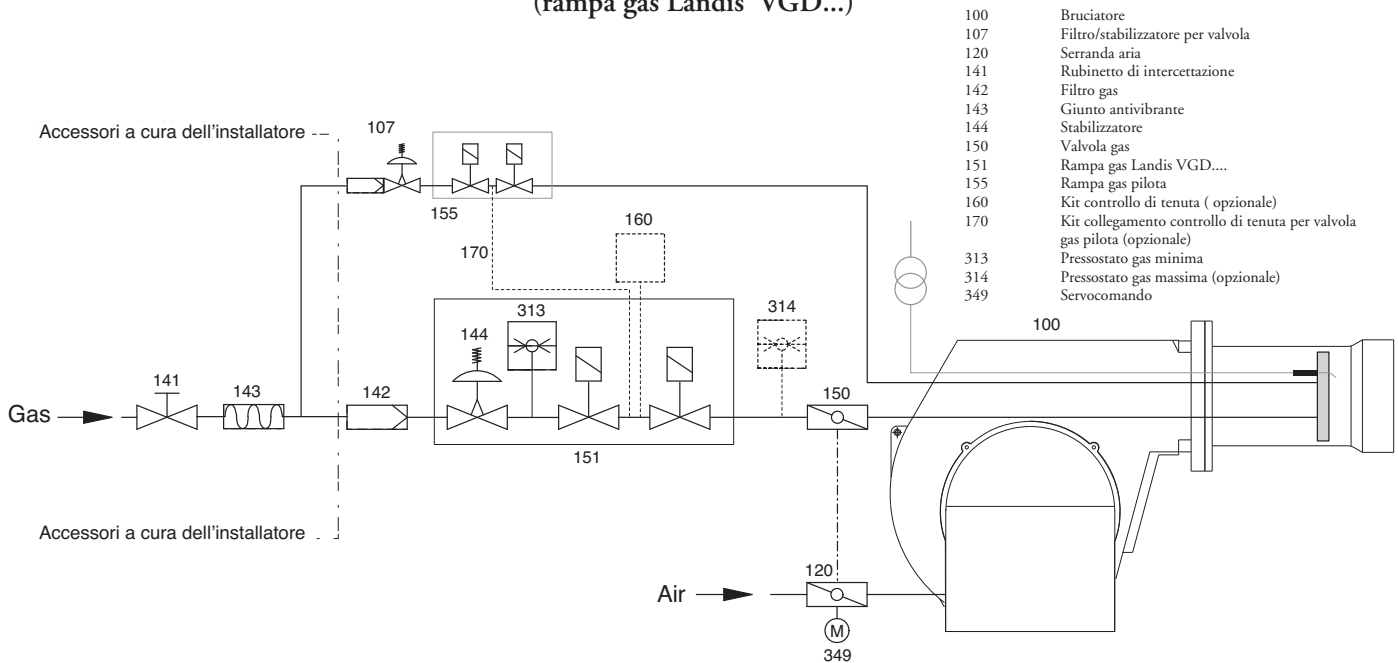 (rampa gas Landis VGD...)
100 Bruciatore
107 Filtro/stabilizzatore per valvola
120 Serranda aria
141 Rubinetto di intercettazione
142 Filtro gas
143 Giunto antivibrante
144 Stabilizzatore
150 Valvola gas
151 Rampa gas Landis VGD....
155 Rampa gas pilota
160 Kit controllo di tenuta ( opzionale)
170 Kit collegamento controllo di tenuta per valvola
gas pilota (opzionale)
313 Pressostato gas minima
314 Pressostato gas massima (opzionale)
349 Servocomando
Accessori a cura dell'installatore
107
155
160
170
313
314
100
144
141
143
142
150
Gas
151
Accessori a cura dell'installatore
120
Air
M
349